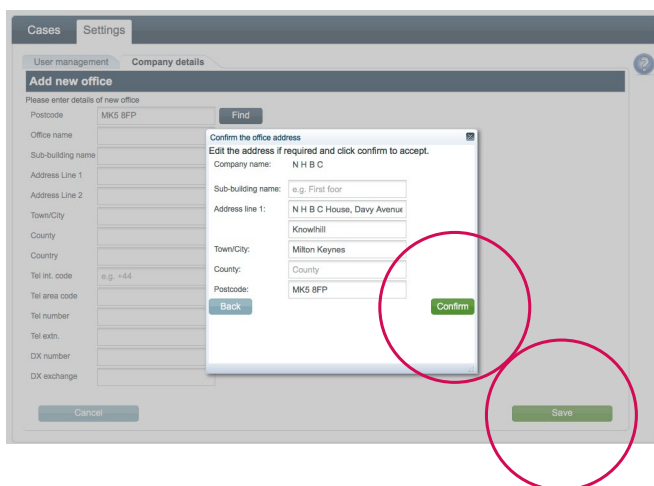 Cases Settings
User management Company details
?
Add new office
Please enter details of new office
Postcode MK5 8FP Find
Office name
Sub-building name
Address Line 1
Address Line 2
Town/City
County
Country
Tel int. code e.g. +44
Tel area code
Tel number
Tel extn.
DX number
DX exchange
Cancel Save
Confirm the office address
Edit the address if required and click confirm to accept.
Company name: N H B C
Sub-building name: e.g. First foor
Address line 1: N H B C House, Davy Avenue
Knowlhill
Town/City: Milton Keynes
County: County
Postcode: MK5 8FP
Back Confirm